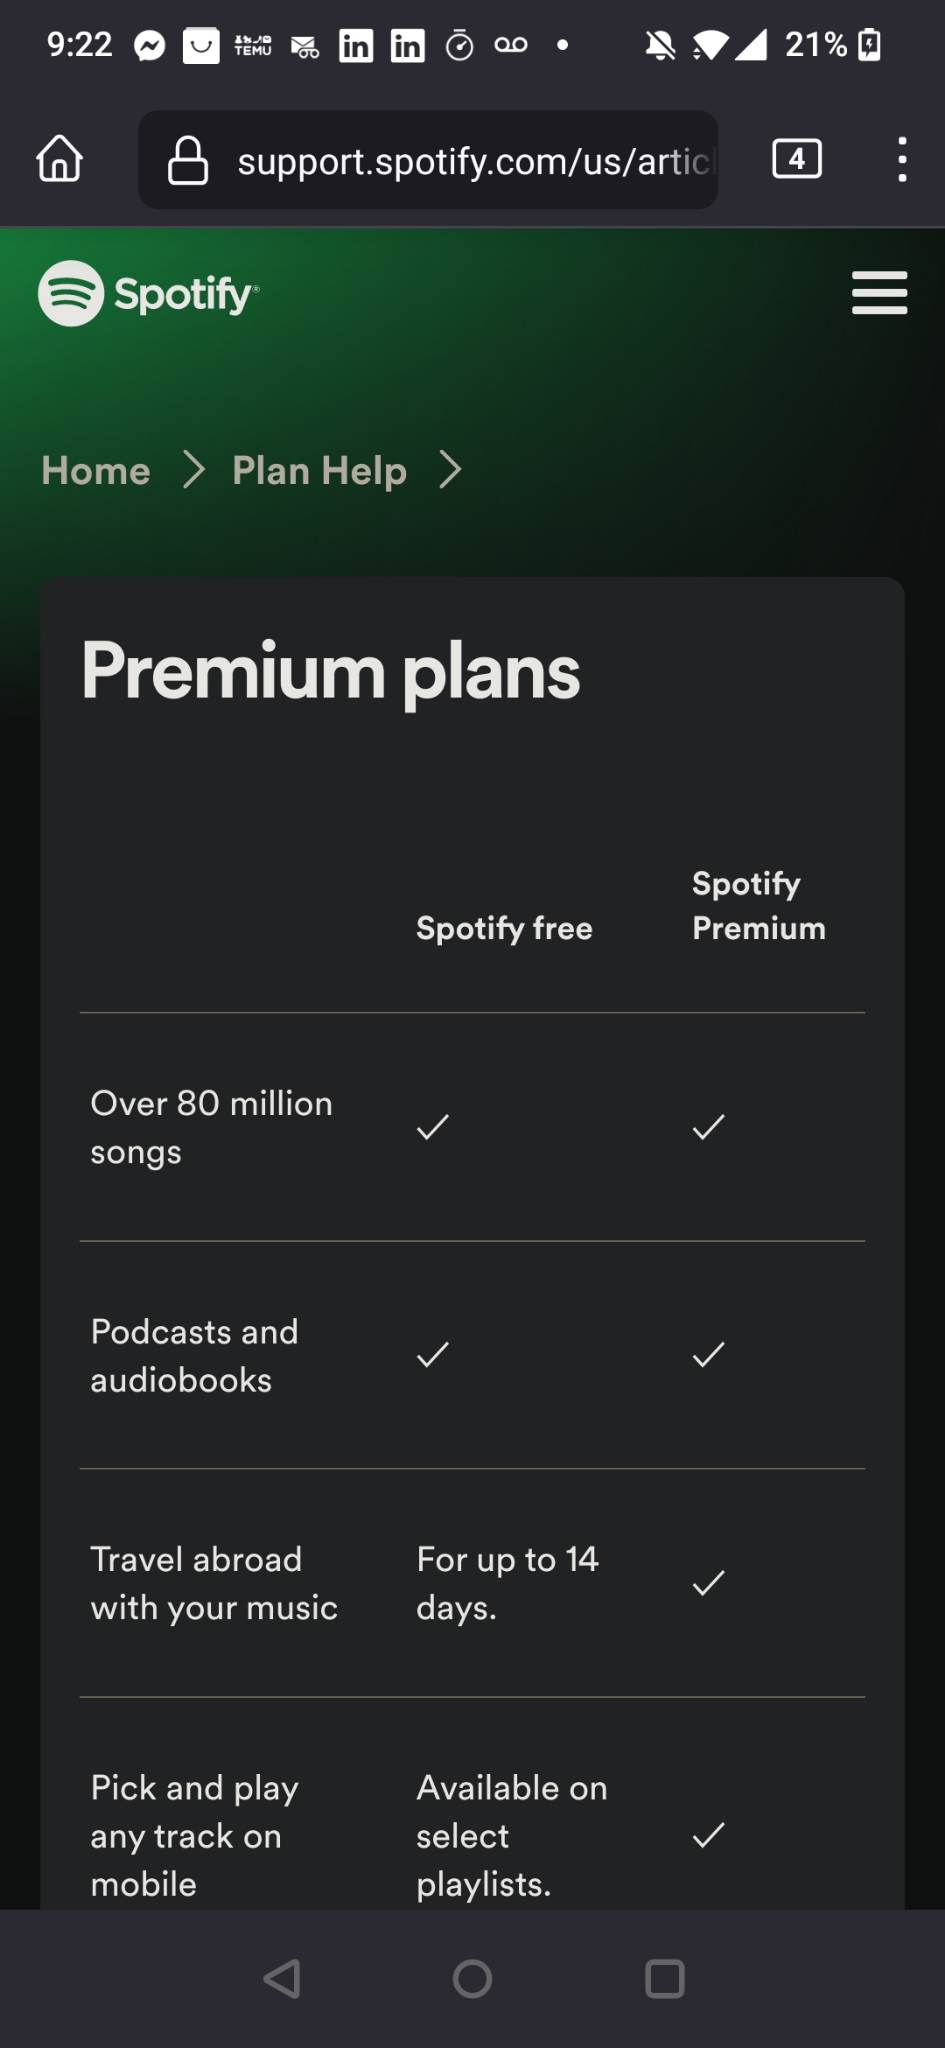 9:22
TEMU
in
in
21%
support.spotify.com/us/artic
4
Spotify®
Home
Plan Help
Premium plans
Spotify free
Spotify
Premium
Over 80 million
songs
Podcasts and
audiobooks
Travel abroad
with your music
For up to 14
days.
Pick and play
any track on
mobile
Available on
select
playlists.